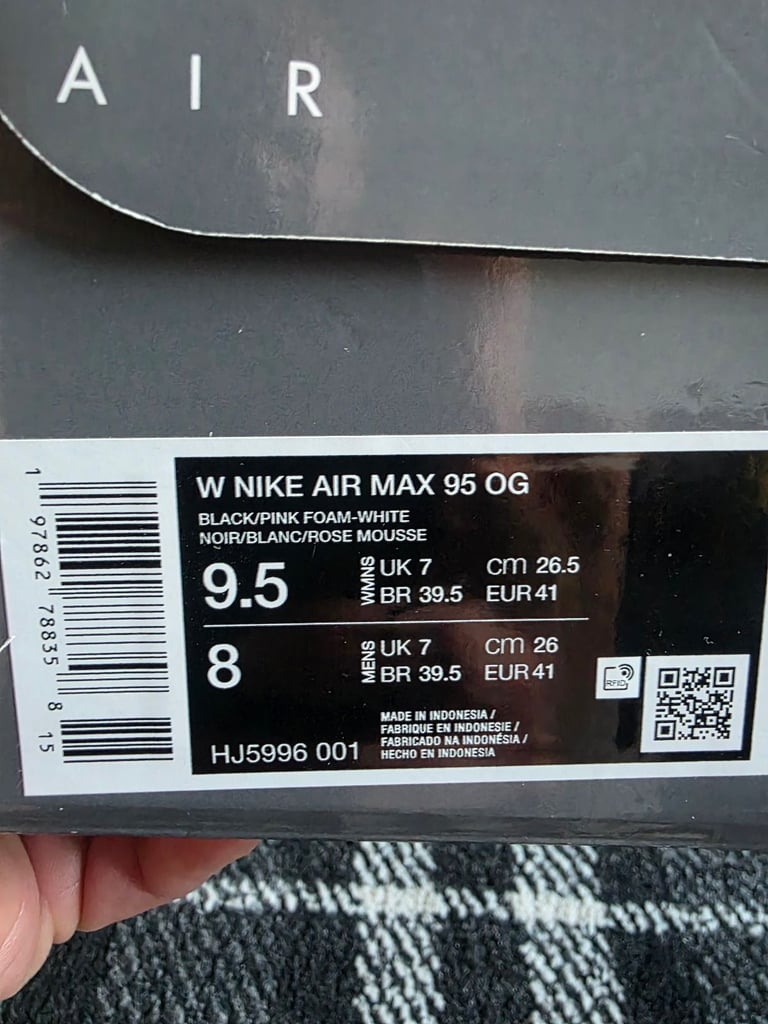 A I R
W NIKE AIR MAX 95 OG
BLACK/PINK FOAM-WHITE
NOIR/BLANC/ROSE MOUSSE
9.5 WMNS UK 7 cm 26.5
BR 39.5 EUR 41
8 MENS UK 7 cm 26
BR 39.5 EUR 41
RFID
MADE IN INDONESIA /
FABRIQUE EN INDONESIE /
FABRICADO NA INDONÉSIA /
HECHO EN INDONESIA
HJ5996 001
1 97862 78835 8 15